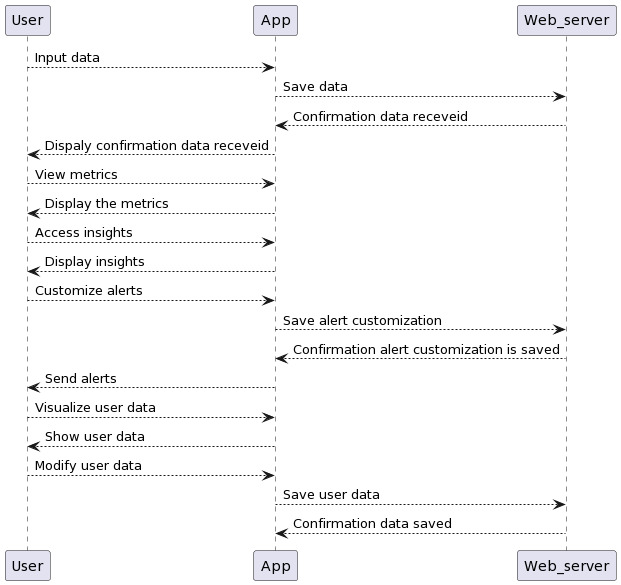 User App Web_server
Input data
Save data
Confirmation data receveid
Dispaly confirmation data receveid
View metrics
Display the metrics
Access insights
Display insights
Customize alerts
Save alert customization
Confirmation alert customization is saved
Send alerts
Visualize user data
Show user data
Modify user data
Save user data
Confirmation data saved
User App Web_server